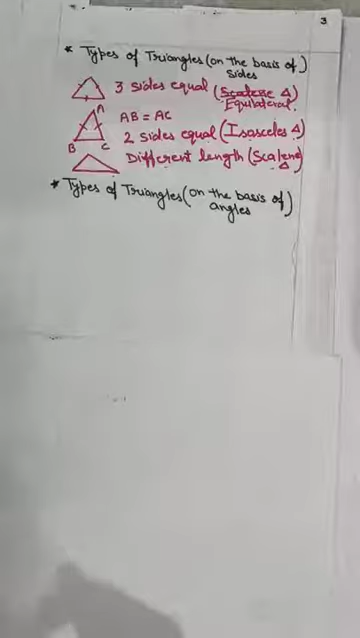 3
* Types of Triangles (on the basis of sides)
3 sides equal (Scalene Δ)
Equilateral
A
AB = AC
2 sides equal (Isosceles Δ)
B C
Different length (Scalene Δ)
* Types of Triangles (on the basis of angles)